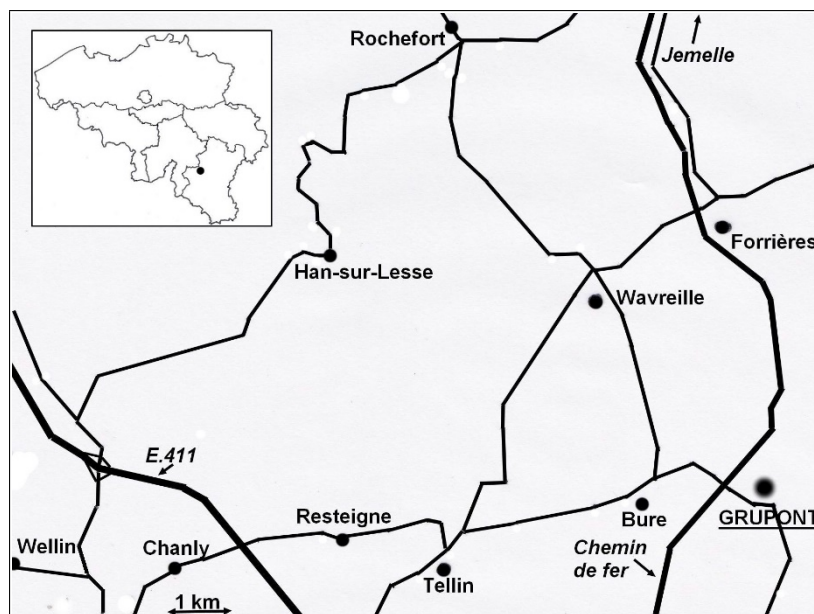 Rochefort
Jemelle
Forrières
Han-sur-Lesse
Wavreille
E.411
Resteigne
Bure
GRUPONT
Wellin
Chanly
Chemin
de fer
Tellin
1 km